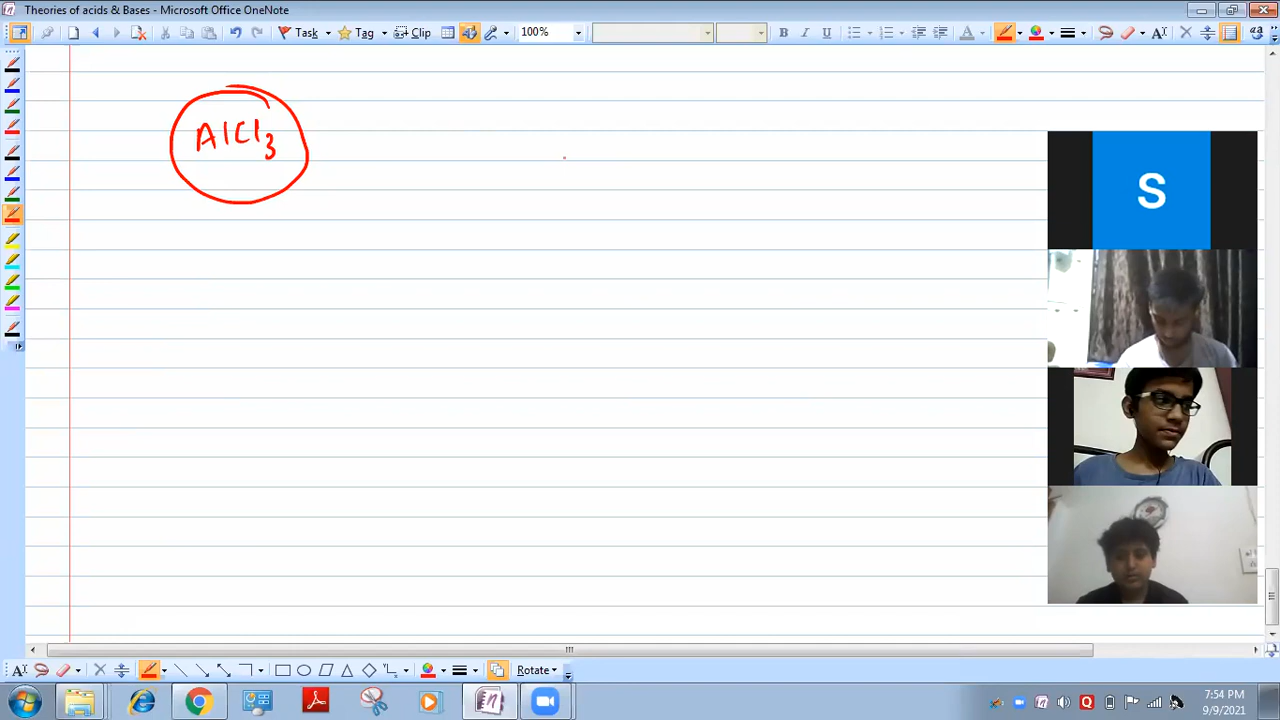 Theories of acids & Bases - Microsoft Office OneNote
Task
Tag
Clip
100%
B I U
AlCl3
S
Rotate
7:54 PM
9/9/2021